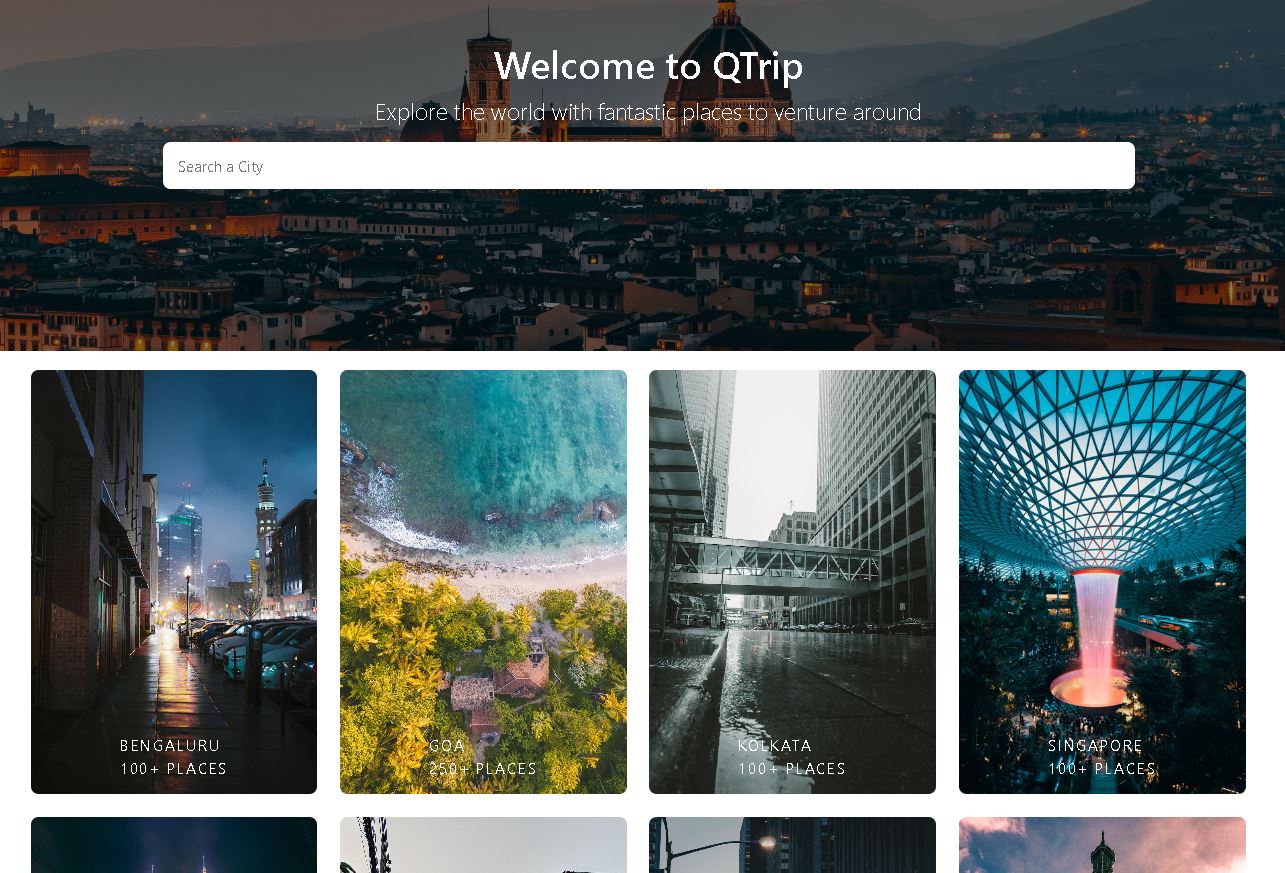 Welcome to QTrip
Explore the world with fantastic places to venture around
Search a City
BENGALURU
100+ PLACES
GOA
250+ PLACES
KOLKATA
100+ PLACES
SINGAPORE
100+ PLACES